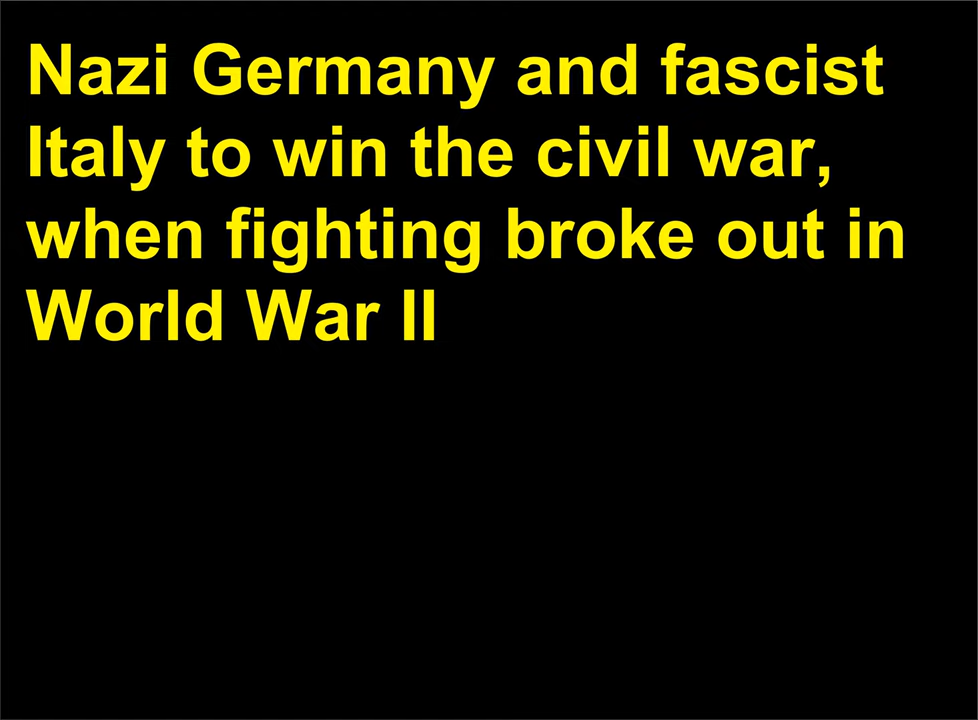 Nazi Germany and fascist
Italy to win the civil war,
when fighting broke out in
World War II